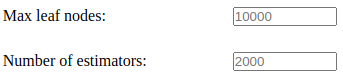 Max leaf nodes: 10000
Number of estimators: 2000